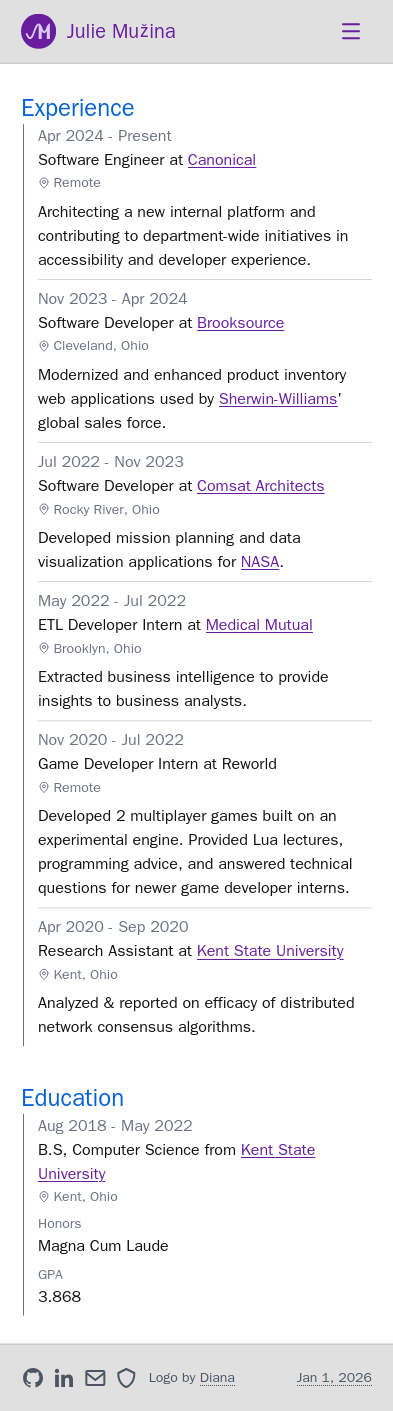 Julie Mužina
Experience
Apr 2024 - Present
Software Engineer at Canonical
Remote
Architecting a new internal platform and
contributing to department-wide initiatives in
accessibility and developer experience.
Nov 2023 - Apr 2024
Software Developer at Brooksource
Cleveland, Ohio
Modernized and enhanced product inventory
web applications used by Sherwin-Williams'
global sales force.
Jul 2022 - Nov 2023
Software Developer at Comsat Architects
Rocky River, Ohio
Developed mission planning and data
visualization applications for NASA.
May 2022 - Jul 2022
ETL Developer Intern at Medical Mutual
Brooklyn, Ohio
Extracted business intelligence to provide
insights to business analysts.
Nov 2020 - Jul 2022
Game Developer Intern at Reworld
Remote
Developed 2 multiplayer games built on an
experimental engine. Provided Lua lectures,
programming advice, and answered technical
questions for newer game developer interns.
Apr 2020 - Sep 2020
Research Assistant at Kent State University
Kent, Ohio
Analyzed & reported on efficacy of distributed
network consensus algorithms.
Education
Aug 2018 - May 2022
B.S, Computer Science from Kent State
University
Kent, Ohio
Honors
Magna Cum Laude
GPA
3.868
Logo by Diana Jan 1, 2026